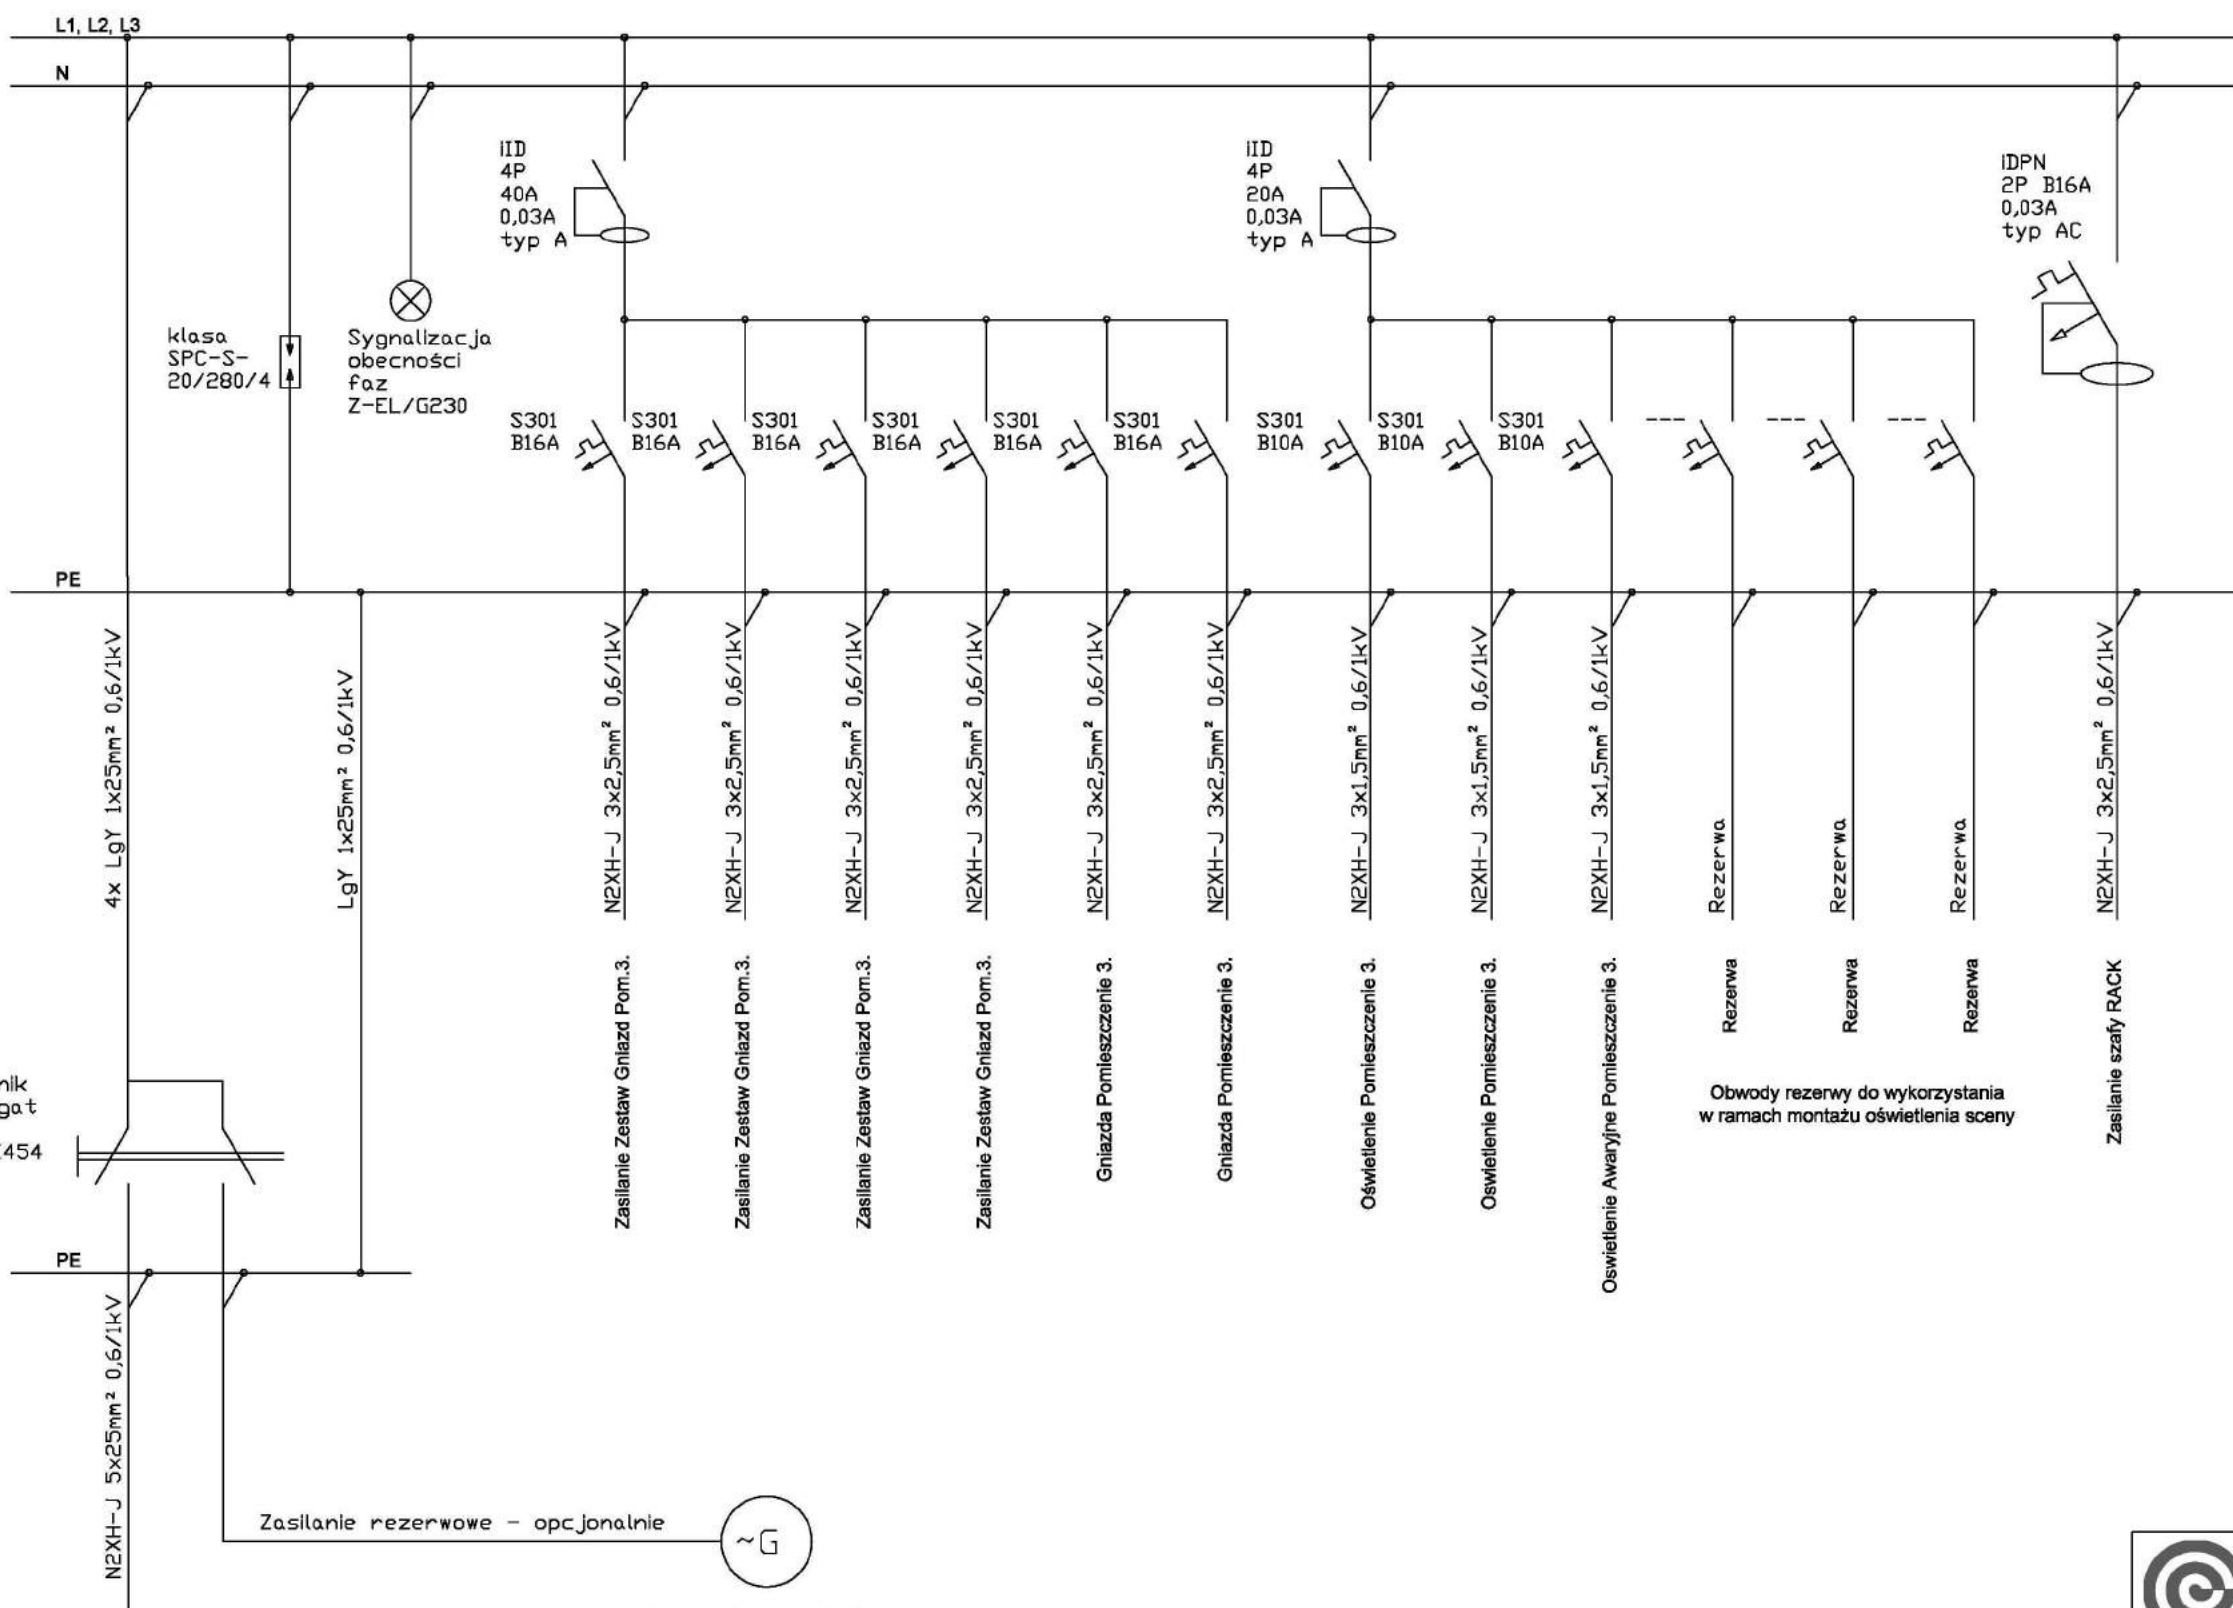 L1, L2, L3
N
iID
4P
40A
0,03A
typ A
iID
4P
20A
0,03A
typ A
iDPN
2P B16A
0,03A
typ AC
klasa
SPC-S-
20/280/4
Sygnalizacja
obecności
faz
Z-EL/G230
S301
B16A
S301
B16A
S301
B16A
S301
B16A
S301
B16A
S301
B16A
S301
B10A
S301
B10A
S301
B10A
---
---
---
PE
4x LgY 1x25mm² 0,6/1kV
LgY 1x25mm² 0,6/1kV
N2XH-J 3x2,5mm² 0,6/1kV
N2XH-J 3x2,5mm² 0,6/1kV
N2XH-J 3x2,5mm² 0,6/1kV
N2XH-J 3x2,5mm² 0,6/1kV
N2XH-J 3x2,5mm² 0,6/1kV
N2XH-J 3x2,5mm² 0,6/1kV
N2XH-J 3x1,5mm² 0,6/1kV
N2XH-J 3x1,5mm² 0,6/1kV
N2XH-J 3x1,5mm² 0,6/1kV
Rezerwa
Rezerwa
Rezerwa
N2XH-J 3x2,5mm² 0,6/1kV
Zasilanie Zestaw Gniazd Pom.3.
Zasilanie Zestaw Gniazd Pom.3.
Zasilanie Zestaw Gniazd Pom.3.
Zasilanie Zestaw Gniazd Pom.3.
Gniazda Pomieszczenie 3.
Gniazda Pomieszczenie 3.
Oświetlenie Pomieszczenie 3.
Oswietlenie Pomieszczenie 3.
Oswietlenie Awaryjne Pomieszczenie 3.
Rezerwa
Rezerwa
Rezerwa
Zasilanie szafy RACK
Obwody rezerwy do wykorzystania
w ramach montażu oświetlenia sceny
nik
gat
454
PE
N2XH-J 5x25mm² 0,6/1kV
Zasilanie rezerwowe - opcjonalnie
~G